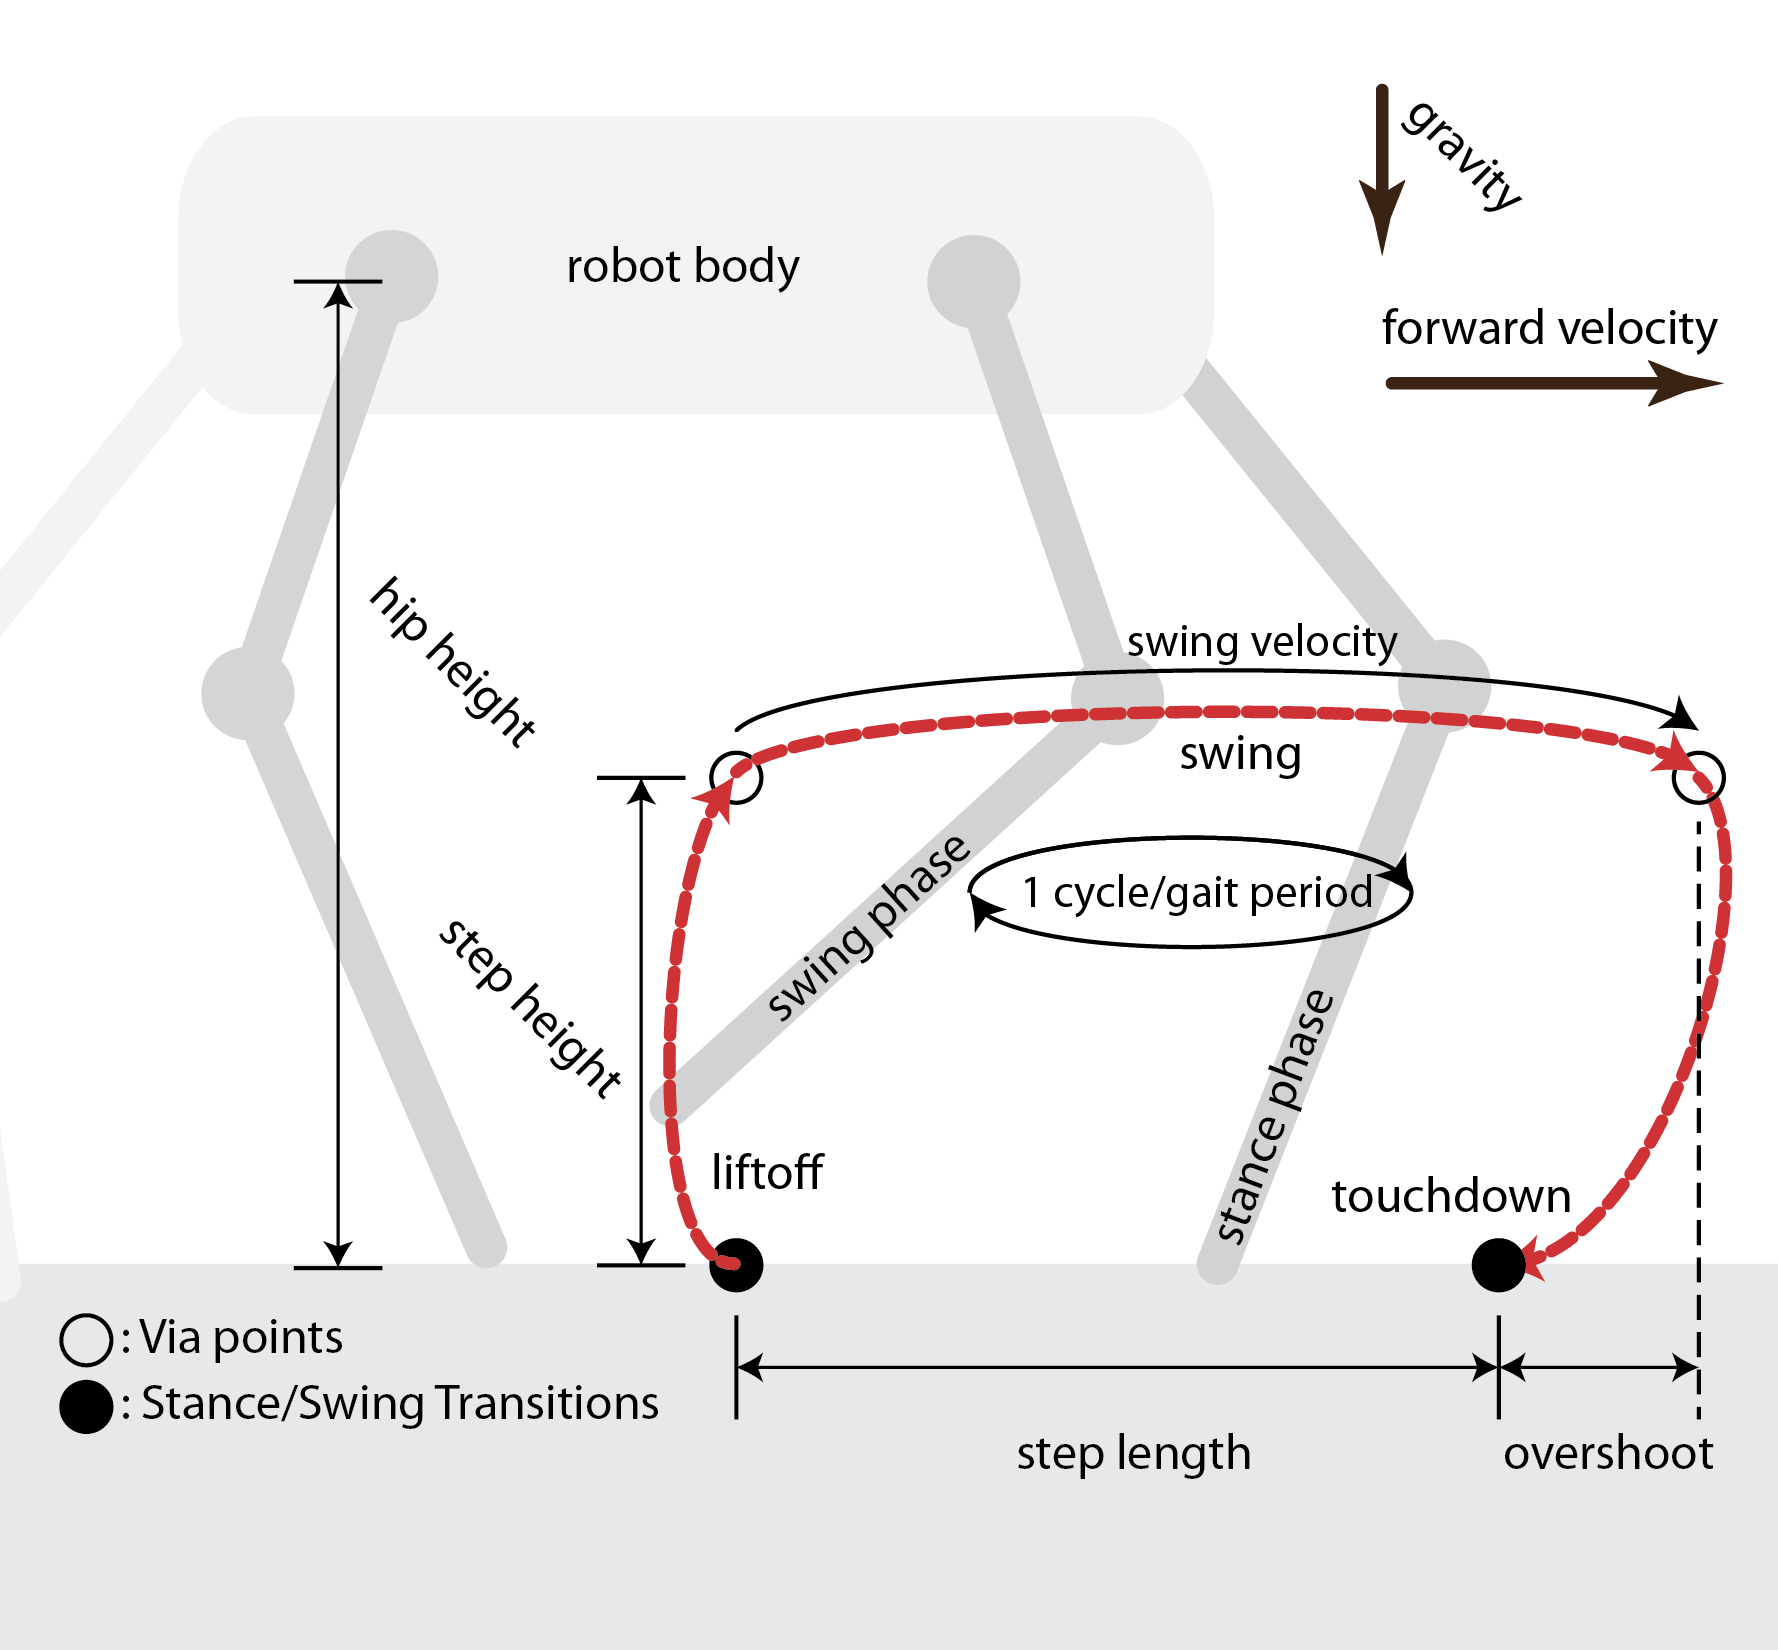 gravity
robot body
forward velocity
hip height
swing velocity
swing
swing phase
1 cycle/gait period
step height
stance phase
liftoff
touchdown
: Via points
: Stance/Swing Transitions
step length
overshoot